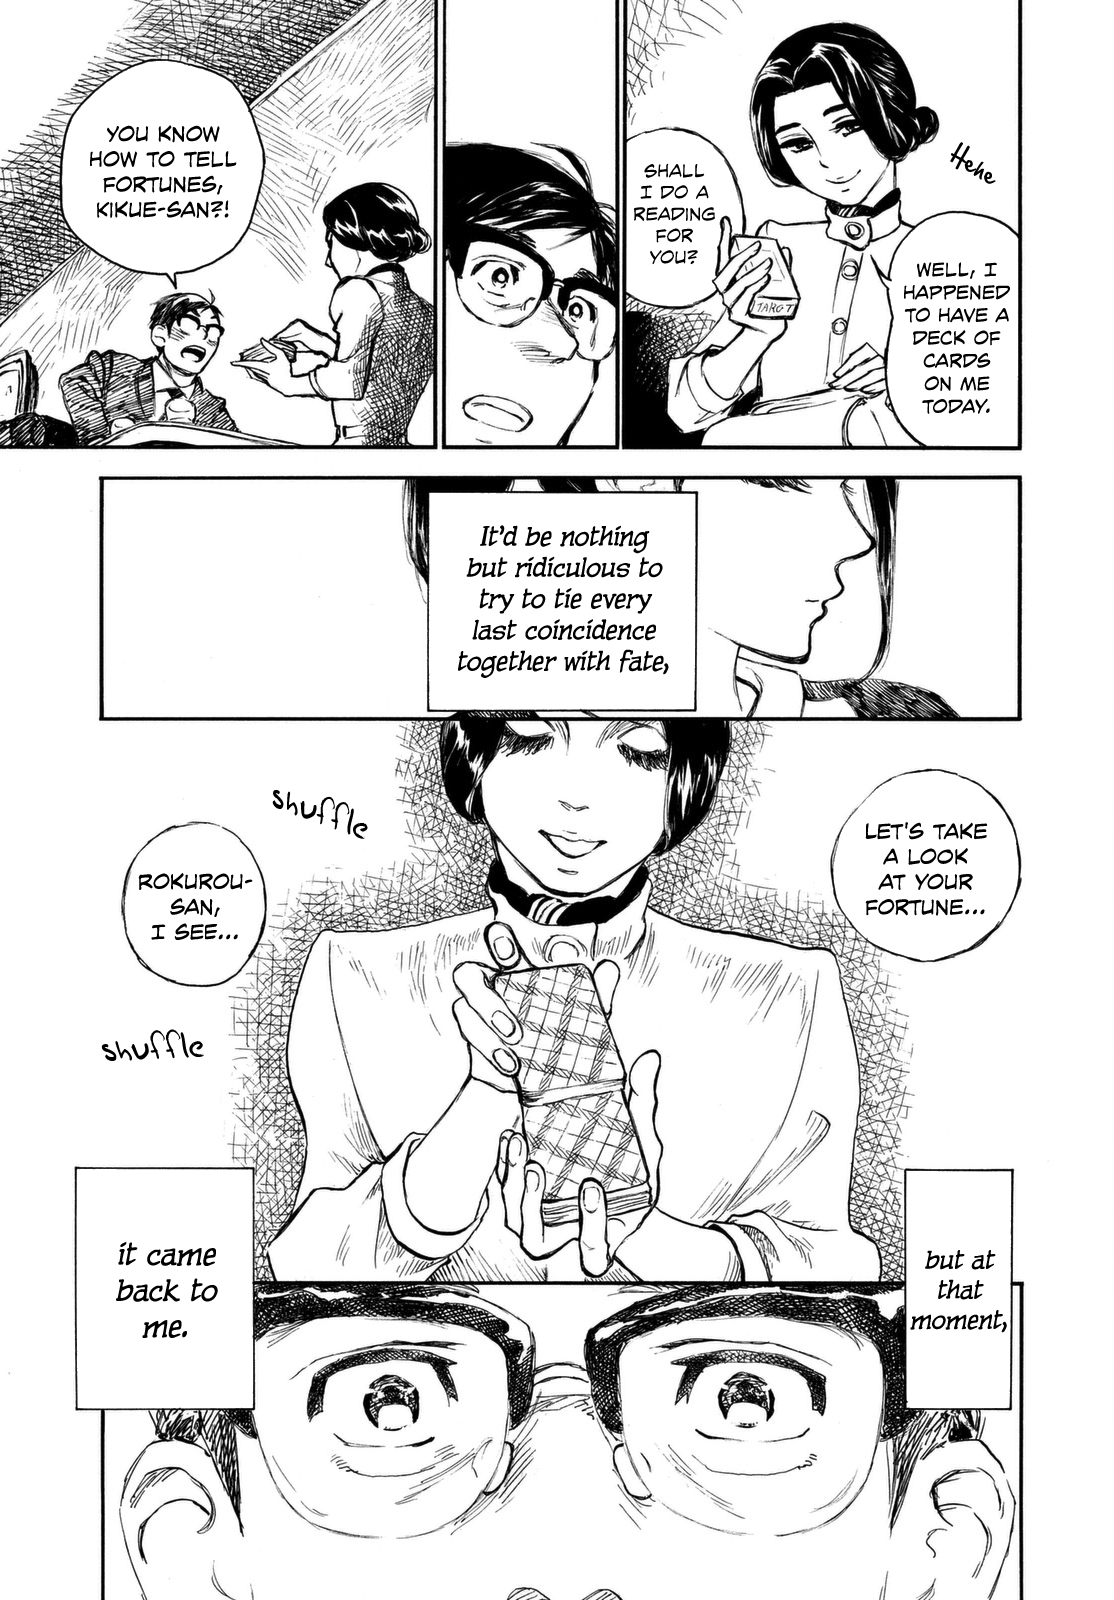 Hehe
WELL, I
HAPPENED
TO HAVE A
DECK OF
CARDS
ON ME
TODAY.
SHALL
I DO A
READING
FOR
YOU?
TAROT
YOU KNOW
HOW TO TELL
FORTUNES,
KIKUE-SAN?!
It'd be nothing
but ridiculous to
try to tie every
last coincidence
together with fate,
LET'S TAKE
A LOOK
AT YOUR
FORTUNE...
shuffle
ROKUROU-
SAN,
I SEE...
shuffle
but at
that
moment,
it came
back to
me.